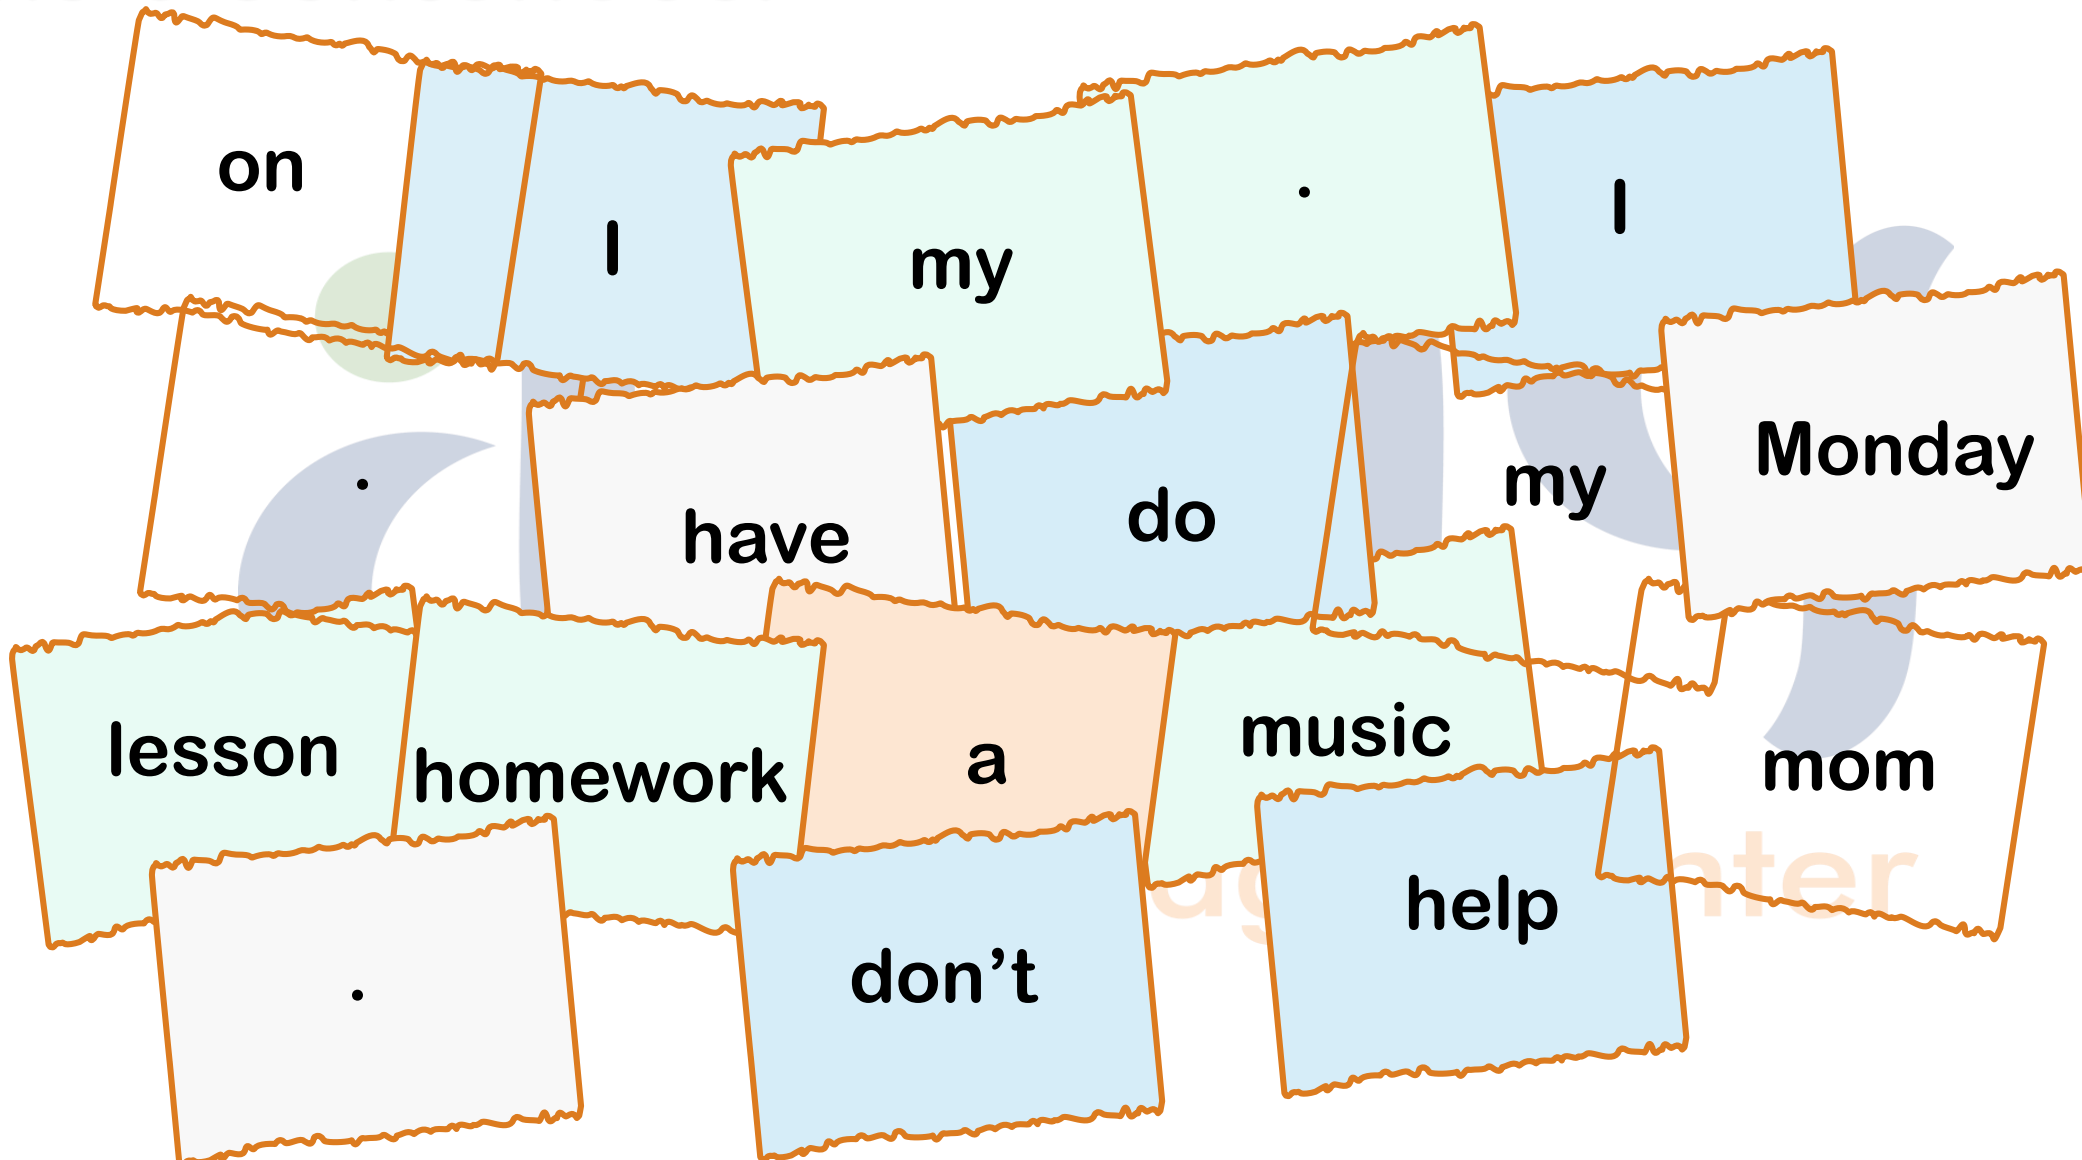 on I my . I
. have do my Monday
lesson homework a music mom
. don’t help